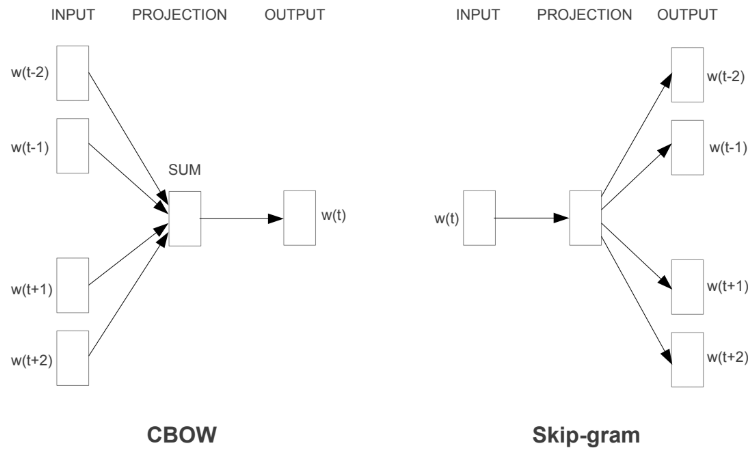 INPUT PROJECTION OUTPUT
w(t-2)
w(t-1)
SUM
w(t)
w(t+1)
w(t+2)
CBOW
INPUT PROJECTION OUTPUT
w(t-2)
w(t-1)
w(t)
w(t+1)
w(t+2)
Skip-gram